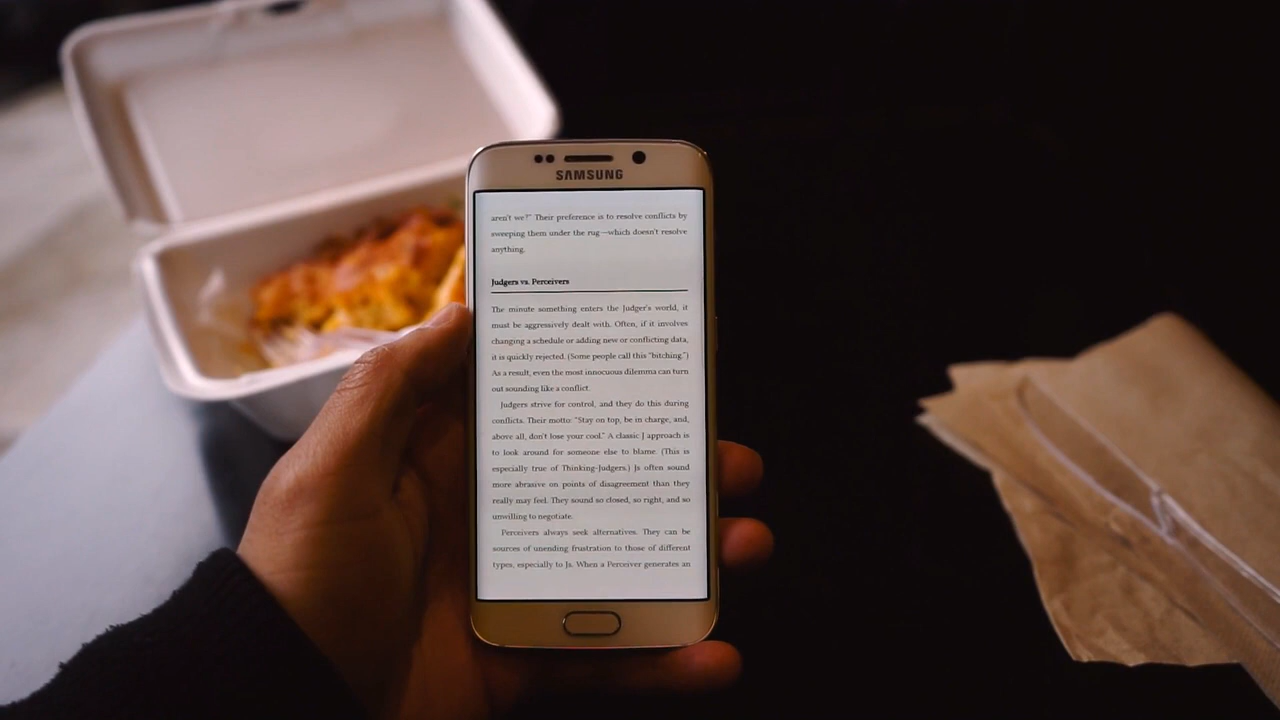 SAMSUNG
aren't we?" Their preference is to resolve conflicts by
sweeping them under the rug—which doesn't resolve
anything.
Judgers vs. Perceivers
The minute something enters the Judger's world, it
must be aggressively dealt with. Often, if it involves
changing a schedule or adding new or conflicting data,
it is quickly rejected. (Some people call this "bitching.")
As a result, even the most innocuous dilemma can turn
out sounding like a conflict.
Judgers strive for control, and they do this during
conflicts. Their motto: "Stay on top, be in charge, and,
above all, don't lose your cool." A classic J approach is
to look around for someone else to blame. (This is
especially true of Thinking-Judgers.) Js often sound
more abrasive on points of disagreement than they
really may feel. They sound so closed, so right, and so
unwilling to negotiate.
Perceivers always seek alternatives. They can be
sources of unending frustration to those of different
types, especially to Js. When a Perceiver generates an